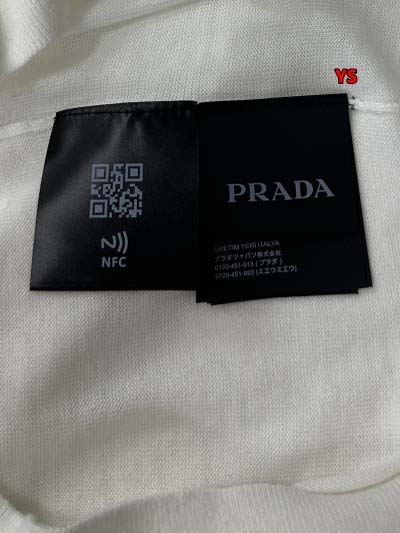 YS
NFC
PRADA
URETIM YERI ITALYA
プラダジャパン株式会社
0120-451-913 ( プラダ )
0120-451-993 (ミュウミュウ)